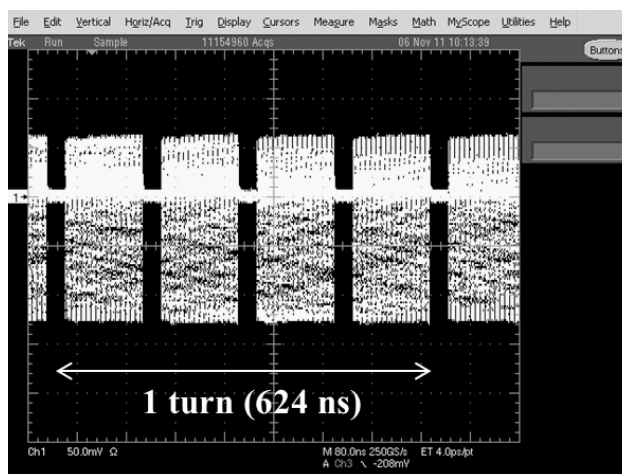 File Edit Vertical Horiz/Acq Trig Display Cursors Measure Masks Math MyScope Utilities Help
Tek Run Sample 11154960 Acqs 06 Nov 11 10:13:39 Buttons
1
1 turn (624 ns)
Ch1 50.0mV Ω M 80.0ns 250GS/s ET 4.0ps/pt
A Ch3 \ -208mV